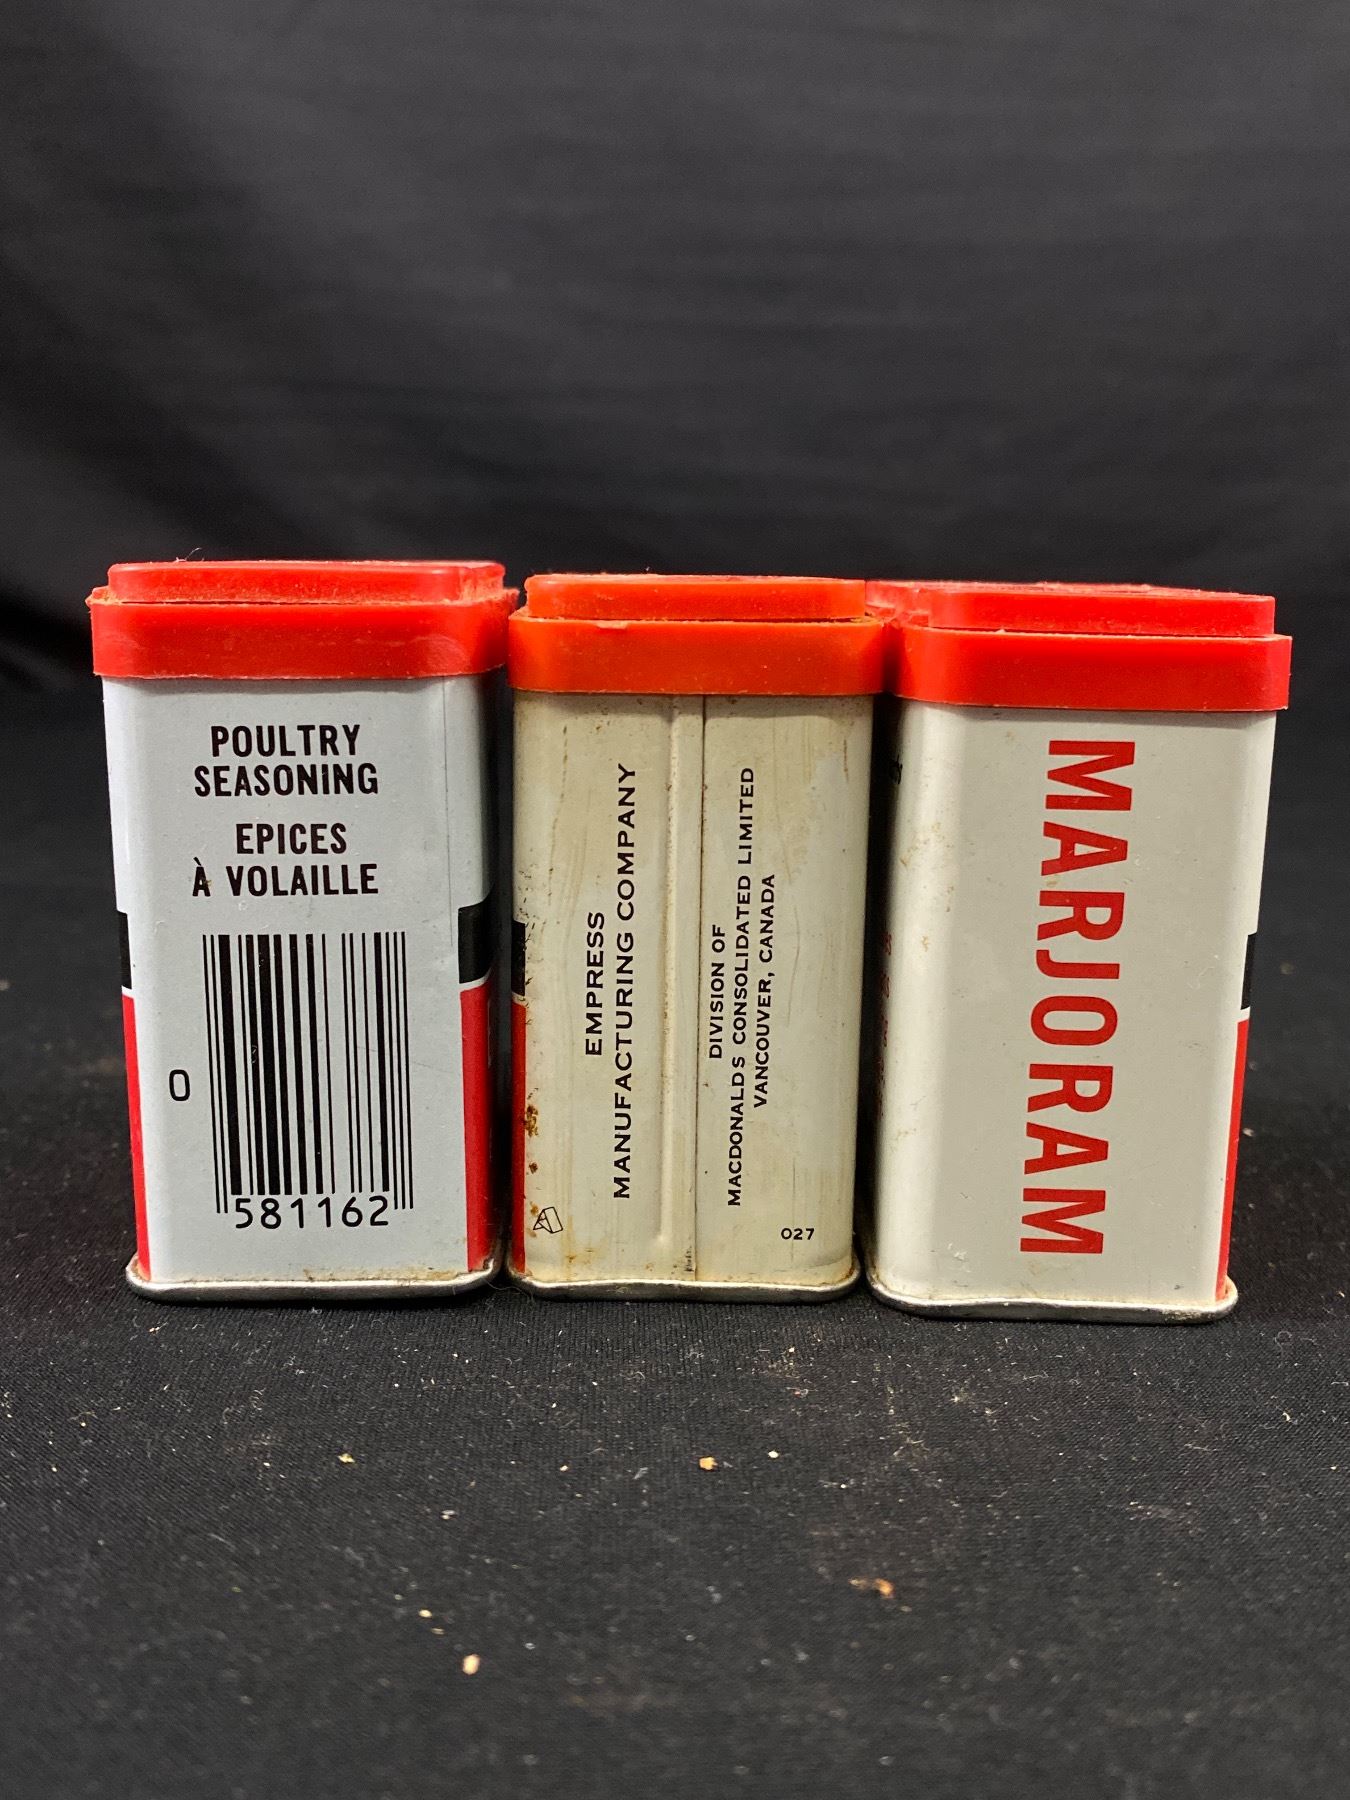 POULTRY
SEASONING
EPICES
À VOLAILLE
0
581162
EMPRESS
MANUFACTURING COMPANY
DIVISION OF
MACDONALDS CONSOLIDATED LIMITED
VANCOUVER, CANADA
027
MARJORAM